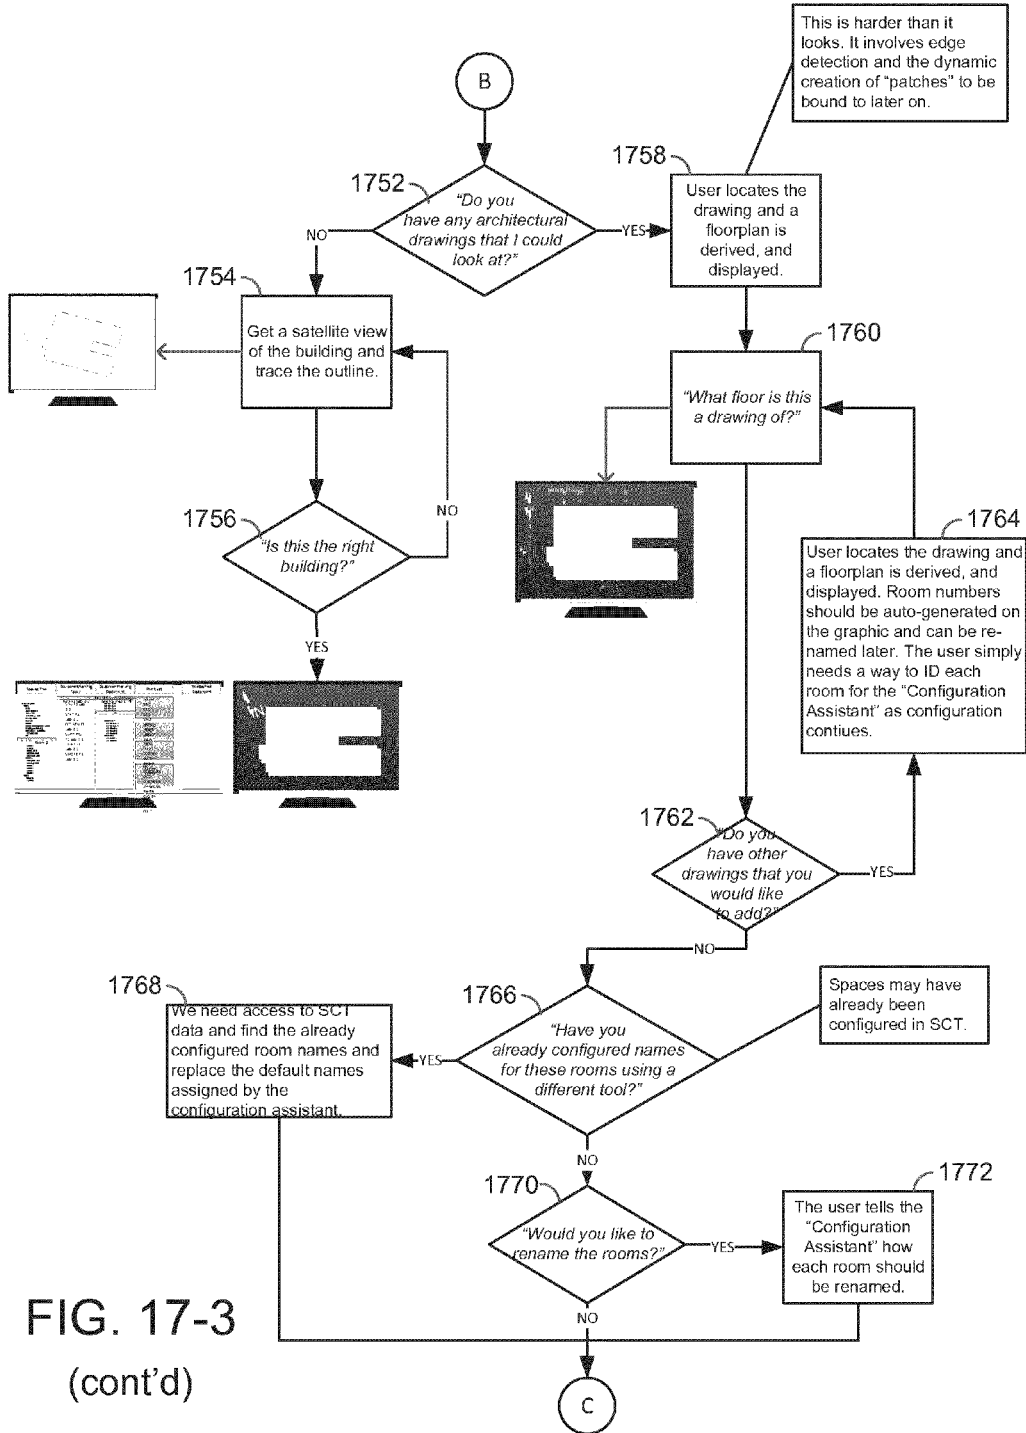 This is harder than it
looks. It involves edge
detection and the dynamic
creation of “patches” to be
bound to later on.
B
1758
1752
“Do you
have any architectural
drawings that I could
look at?”
User locates the
drawing and a
floorplan is
derived, and
displayed.
NO
YES
1754
Get a satellite view
of the building and
trace the outline.
1760
“What floor is this
a drawing of?”
1756
“Is this the right
building?”
NO
YES
1764
User locates the drawing and
a floorplan is derived, and
displayed. Room numbers
should be auto-generated on
the graphic and can be re-
named later. The user simply
needs a way to ID each
room for the “Configuration
Assistant” as configuration
contiues.
1762
“Do you
have other
drawings that you
would like
to add?”
YES
NO
1768
We need access to SCT
data and find the already
configured room names and
replace the default names
assigned by the
configuration assistant.
1766
“Have you
already configured names
for these rooms using a
different tool?”
YES
Spaces may have
already been
configured in SCT.
NO
1770
“Would you like to
rename the rooms?”
YES
1772
The user tells the
“Configuration
Assistant” how
each room should
be renamed.
NO
FIG. 17-3
(cont’d)
C